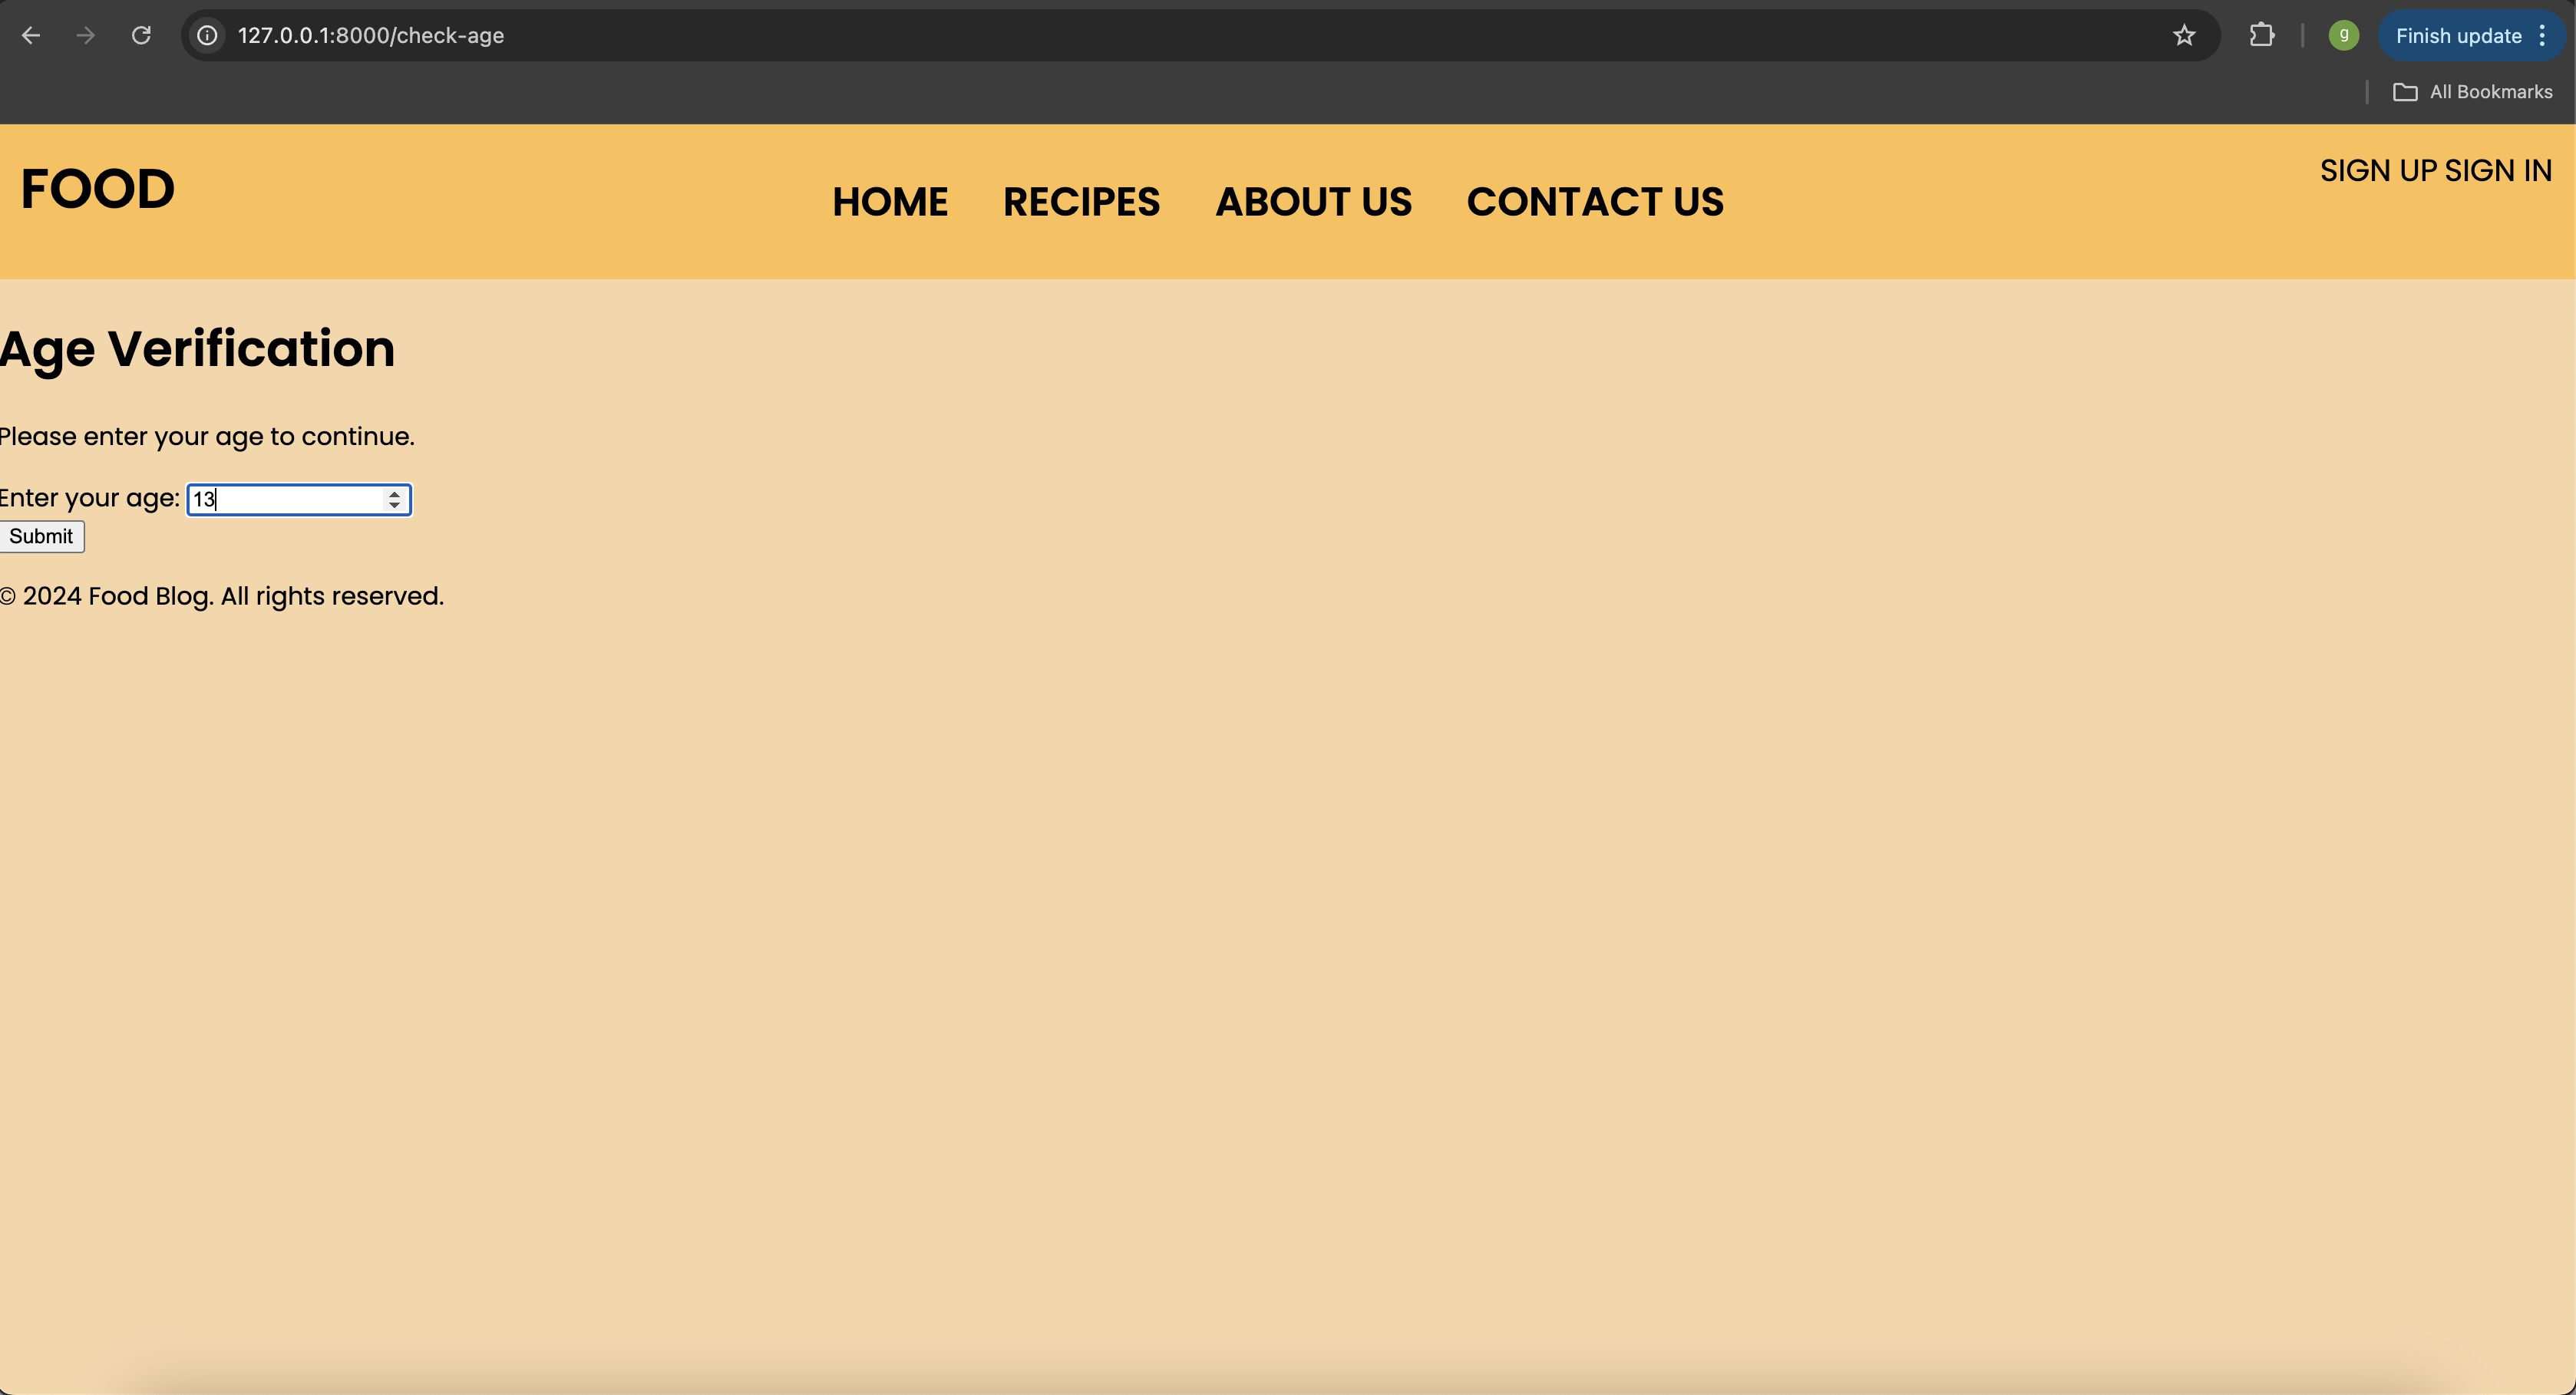 127.0.0.1:8000/check-age
g
Finish update
All Bookmarks
FOOD
HOME RECIPES ABOUT US CONTACT US
SIGN UP SIGN IN
Age Verification
Please enter your age to continue.
Enter your age: 13
Submit
© 2024 Food Blog. All rights reserved.